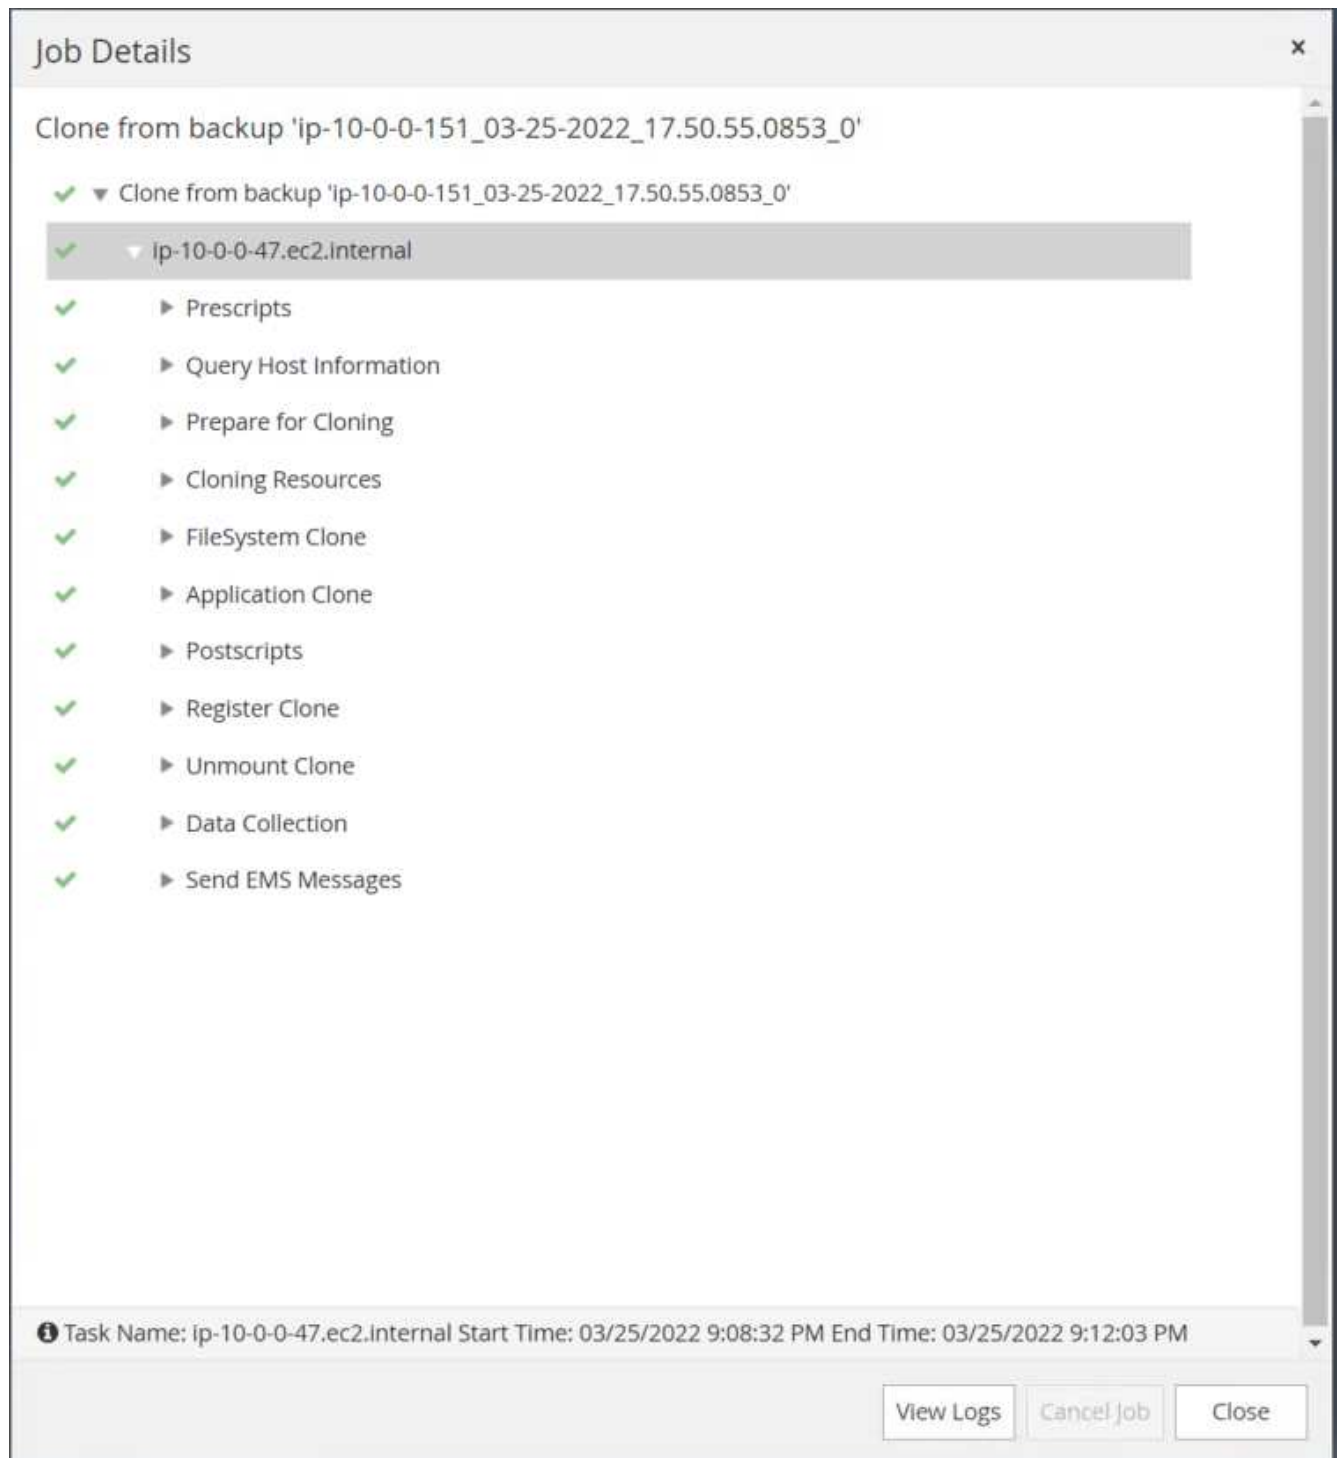 Job Details
Clone from backup 'ip-10-0-0-151_03-25-2022_17.50.55.0853_0'
Clone from backup 'ip-10-0-0-151_03-25-2022_17.50.55.0853_0'
ip-10-0-0-47.ec2.internal
Prescripts
Query Host Information
Prepare for Cloning
Cloning Resources
FileSystem Clone
Application Clone
Postscripts
Register Clone
Unmount Clone
Data Collection
Send EMS Messages
Task Name: ip-10-0-0-47.ec2.internal Start Time: 03/25/2022 9:08:32 PM End Time: 03/25/2022 9:12:03 PM
View Logs Cancel Job Close